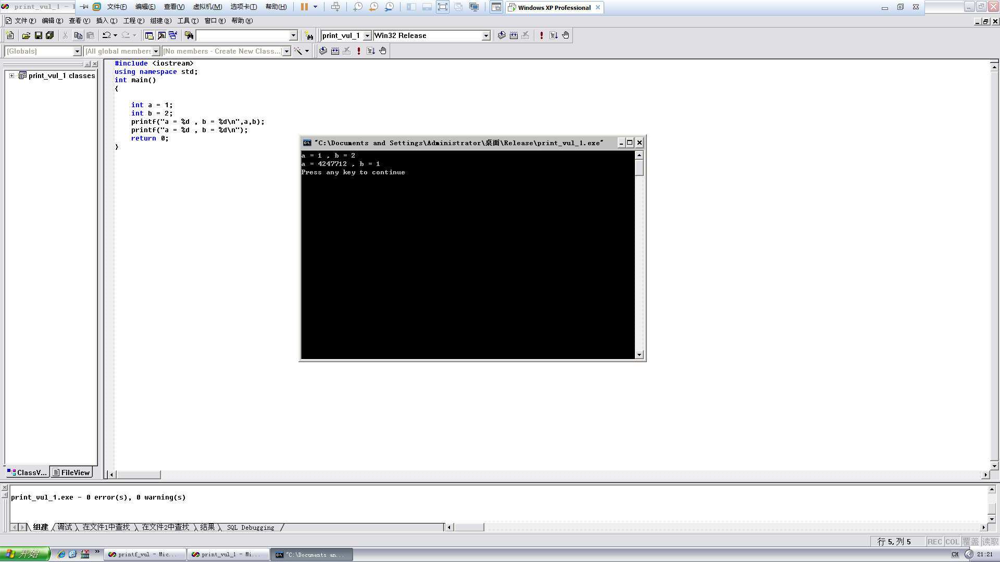 print_vul_1 - 文件(F) 编辑(E) 查看(V) 虚拟机(M) 选项卡(T) 帮助(H) Windows XP Professional
文件(F) 编辑(E) 查看(V) 插入(I) 工程(P) 组建(B) 工具(T) 窗口(W) 帮助(H)
print_vul_1 Win32 Release
(Globals) (All global members (No members - Create New Class...)
print_vul_1 classes
#include <iostream>
using namespace std;
int main()
{
int a = 1;
int b = 2;
printf("a = %d , b = %d\n",a,b);
printf("a = %d , b = %d\n");
return 0;
}
"C:\Documents and Settings\Administrator\桌面\Release\print_vul_1.exe"
a = 1 , b = 2
a = 4247712 , b = 1
Press any key to continue
ClassV... FileView
print_vul_1.exe - 0 error(s), 0 warning(s)
组建 调试 在文件1中查找 在文件2中查找 结果 SQL Debugging
行 5, 列 5 REC COL 覆盖 读取
开始 » printf_vul - Mic... print_vul_1 - Mi... "C:\Documents an... CH 21:21